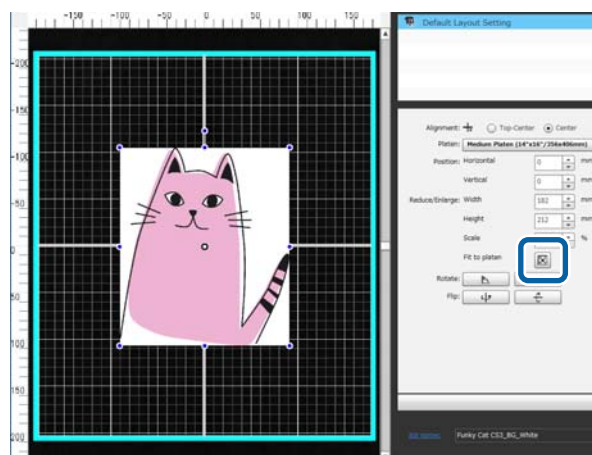 -100 -50 0 50 100 150
Default Layout Setting
-200
-150
-100
-50
0
50
100
150
200
Alignment: Top-Center Center
Platen: Medium Platen (14"x16"/356x406mm)
Position: Horizontal 0 mm
Vertical 0 mm
Reduce/Enlarge: Width 182 mm
Height 212 mm
Scale %
Fit to platen
Rotate:
Flip:
Job name: Funky Cat CS3_BG_White